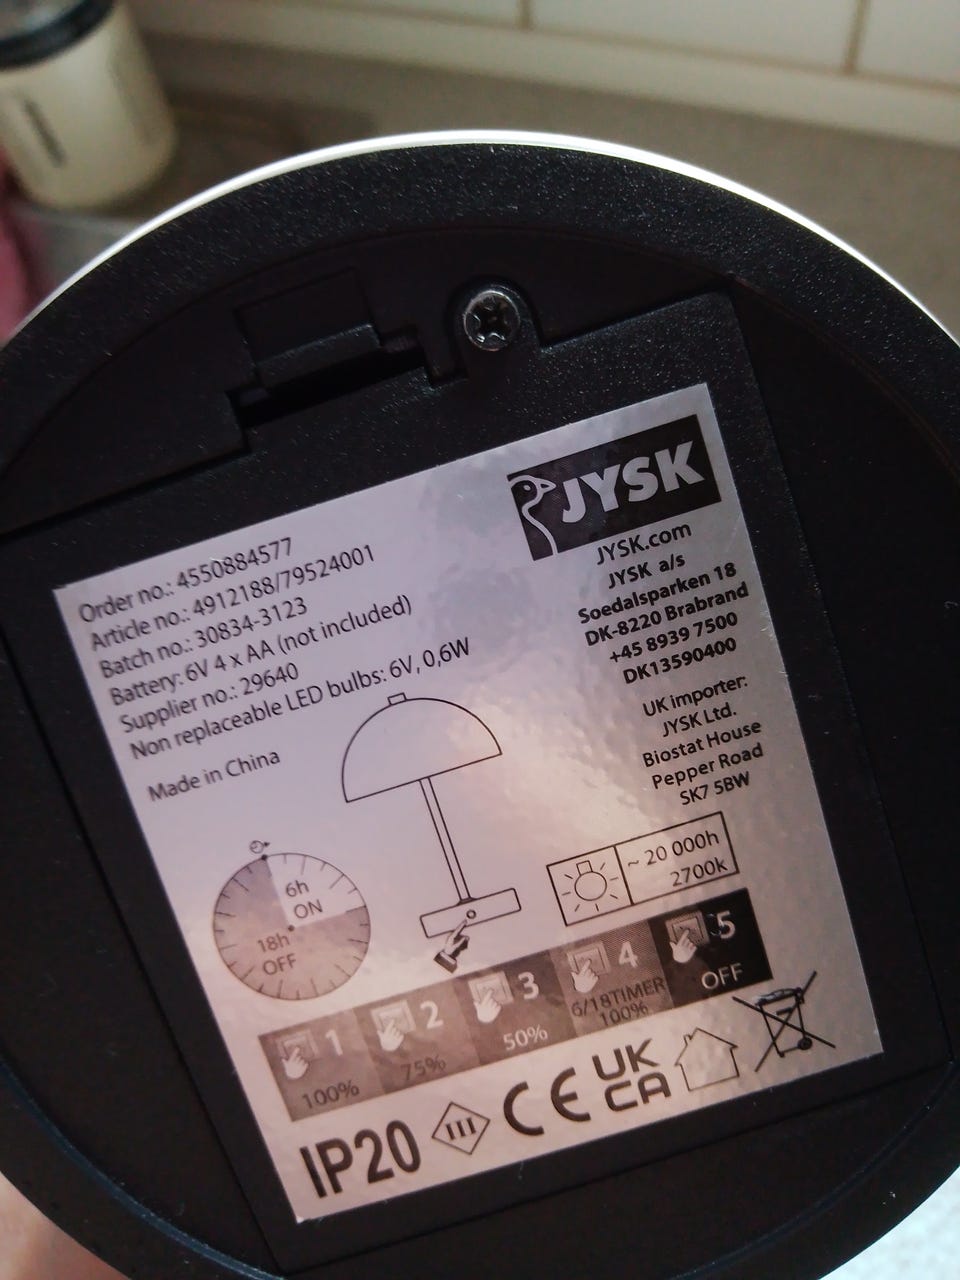 JYSK
JYSK.com
JYSK a/s
Soedalsparken 18
DK-8220 Brabrand
+45 8939 7500
DK13590400
UK importer:
JYSK Ltd.
Biostat House
Pepper Road
SK7 5BW
Order no.: 4550884577
Article no.: 4912188/79524001
Batch no.: 30834-3123
Battery: 6V 4 x AA (not included)
Supplier no.: 29640
Non replaceable LED bulbs: 6V, 0,6W
Made in China
6h
ON
18h
OFF
~ 20 000h
2700k
1
100%
2
75%
3
50%
4
6/18TIMER
100%
5
OFF
IP20
III
CE
UK
CA